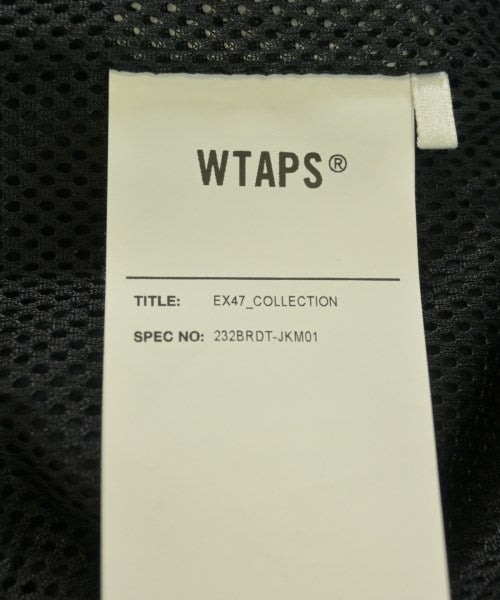 WTAPS®
TITLE: EX47_COLLECTION
SPEC NO: 232BRDT-JKM01